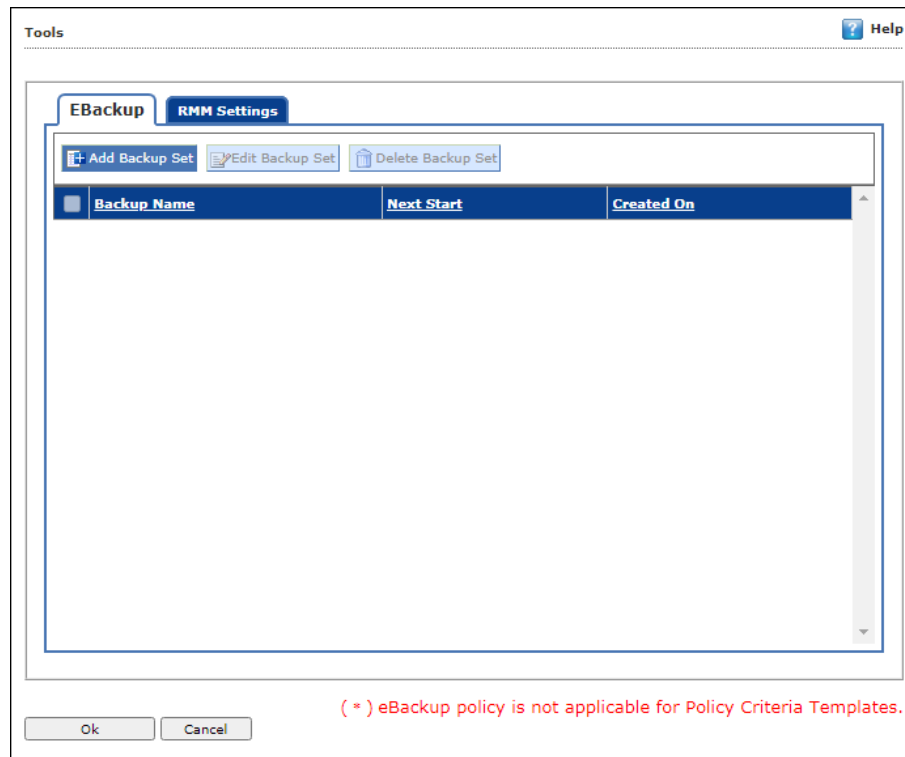 Tools
? Help
EBackup RMM Settings
Add Backup Set Edit Backup Set Delete Backup Set
Backup Name Next Start Created On
( * ) eBackup policy is not applicable for Policy Criteria Templates.
Ok Cancel